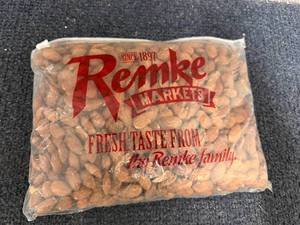 SINCE 1897
Remke
MARKETS
FRESH TASTE FROM
the Remke family.